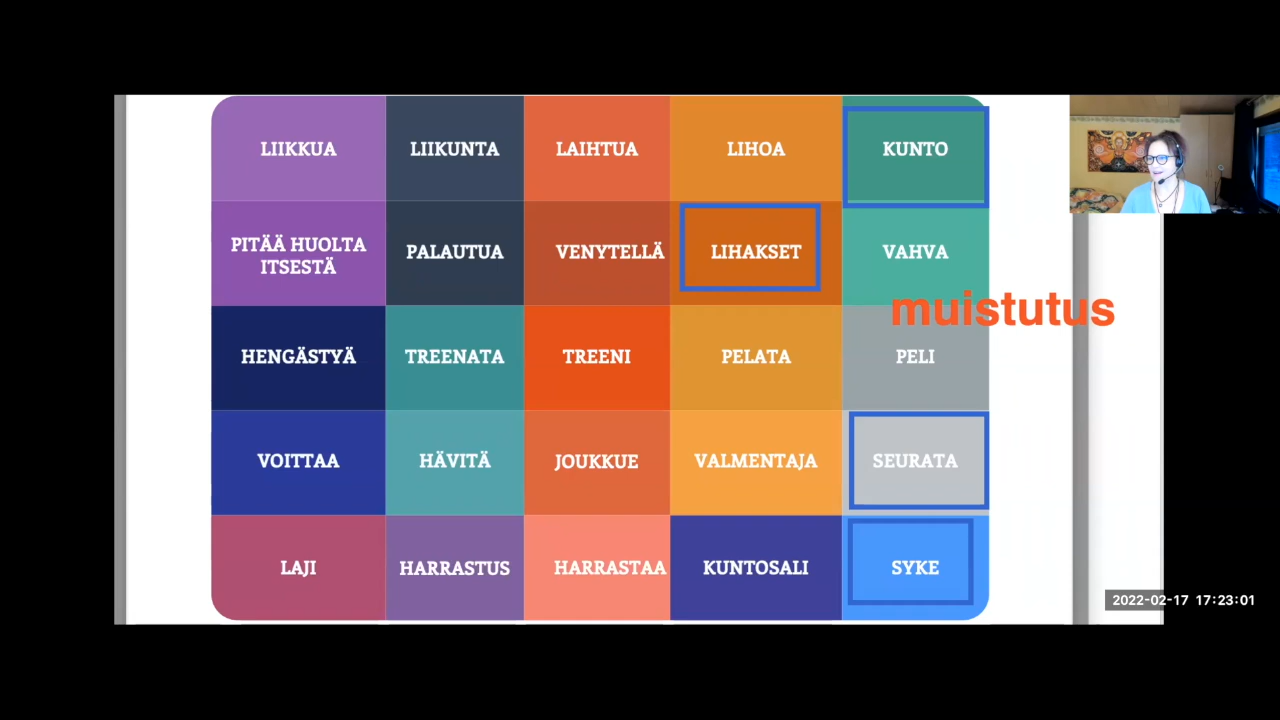 LIIKKUA LIIKUNTA LAIHTUA LIHOA KUNTO
PITÄÄ HUOLTA
ITSESTÄ
PALAUTUA VENYTELLÄ LIHAKSET VAHVA
muistutus
HENGÄSTYÄ TREENATA TREENI PELATA PELI
VOITTAA HÄVITÄ JOUKKUE VALMENTAJA SEURATA
LAJI HARRASTUS HARRASTAA KUNTOSALI SYKE
2022-02-17 17:23:01